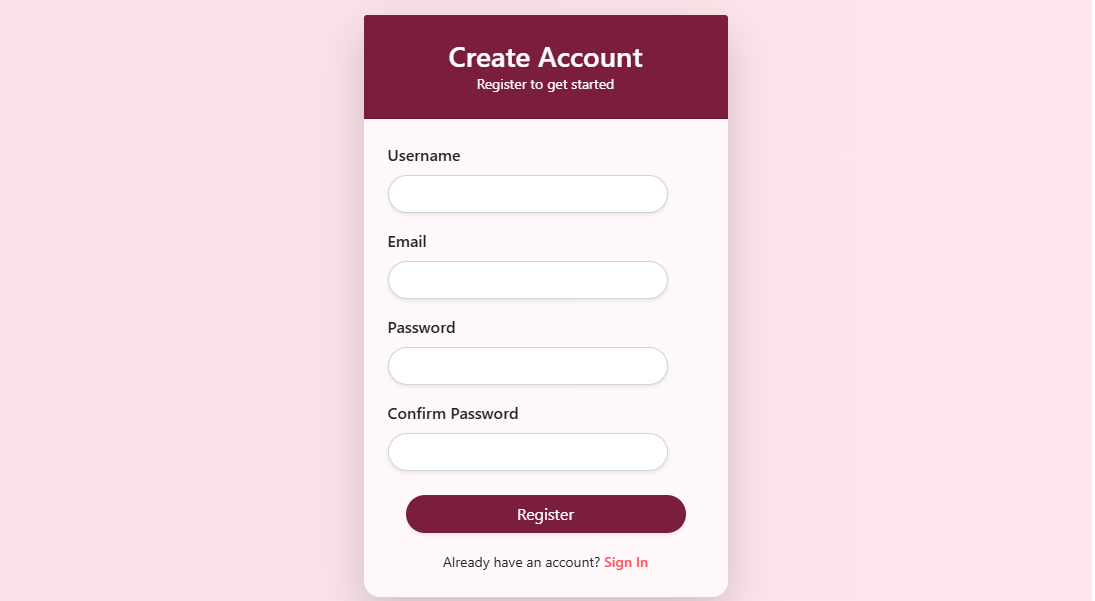 Create Account
Register to get started
Username
Email
Password
Confirm Password
Register
Already have an account? Sign In